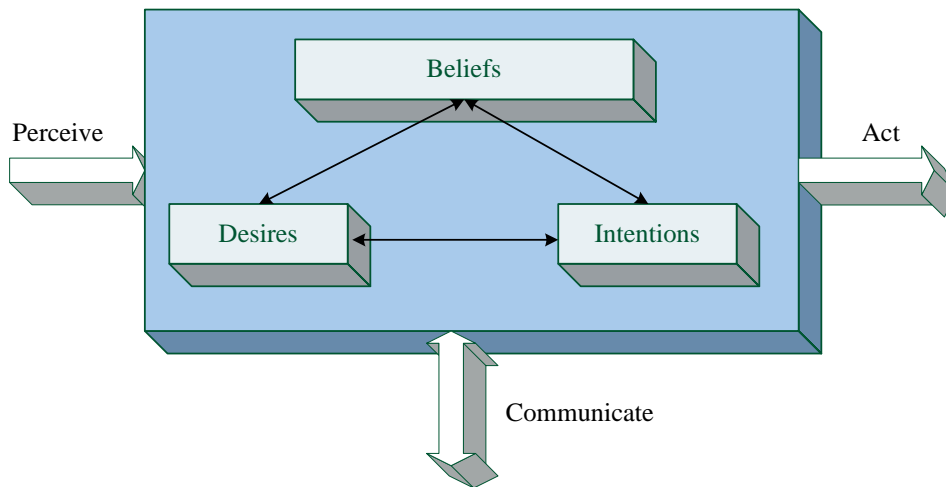 Beliefs
Perceive
Act
Desires
Intentions
Communicate